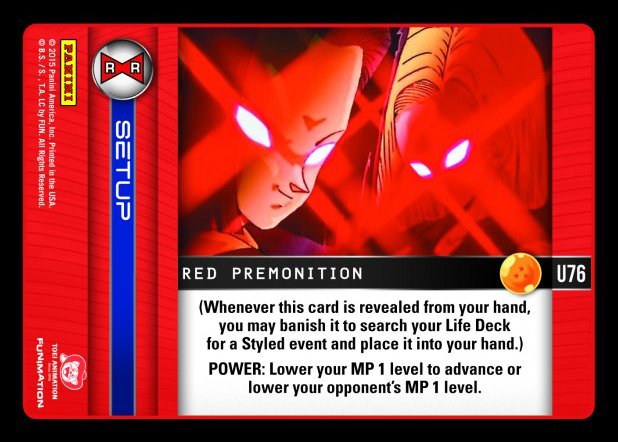 PANINI
© 2015 Panini America, Inc. Printed in the USA.
© B.S. / S., T.A. LC by FUN. All Rights Reserved.
TOEI ANIMATION
FUNIMATION
R R
SETUP
RED PREMONITION
U76
(Whenever this card is revealed from your hand,
you may banish it to search your Life Deck
for a Styled event and place it into your hand.)
POWER: Lower your MP 1 level to advance or
lower your opponent's MP 1 level.